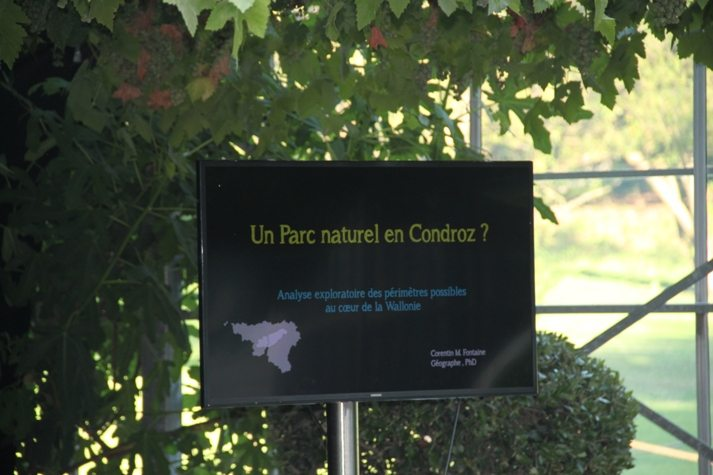 Un Parc naturel en Condroz ?
Analyse exploratoire des périmètres possibles
au cœur de la Wallonie
Corentin M. Fontaine
Géographe , PhD